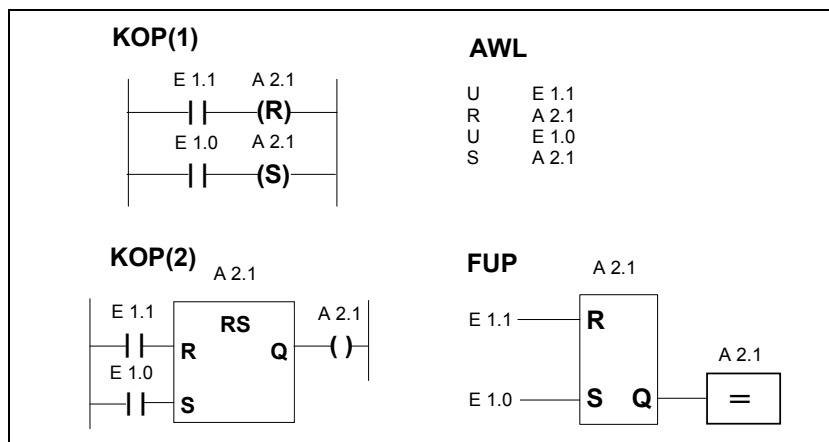 KOP(1)
E 1.1 A 2.1
(R)
E 1.0 A 2.1
(S)
AWL
U E 1.1
R A 2.1
U E 1.0
S A 2.1
KOP(2)
A 2.1
E 1.1 RS A 2.1
R Q ( )
E 1.0
S
FUP
A 2.1
E 1.1 R
A 2.1
E 1.0 S Q =